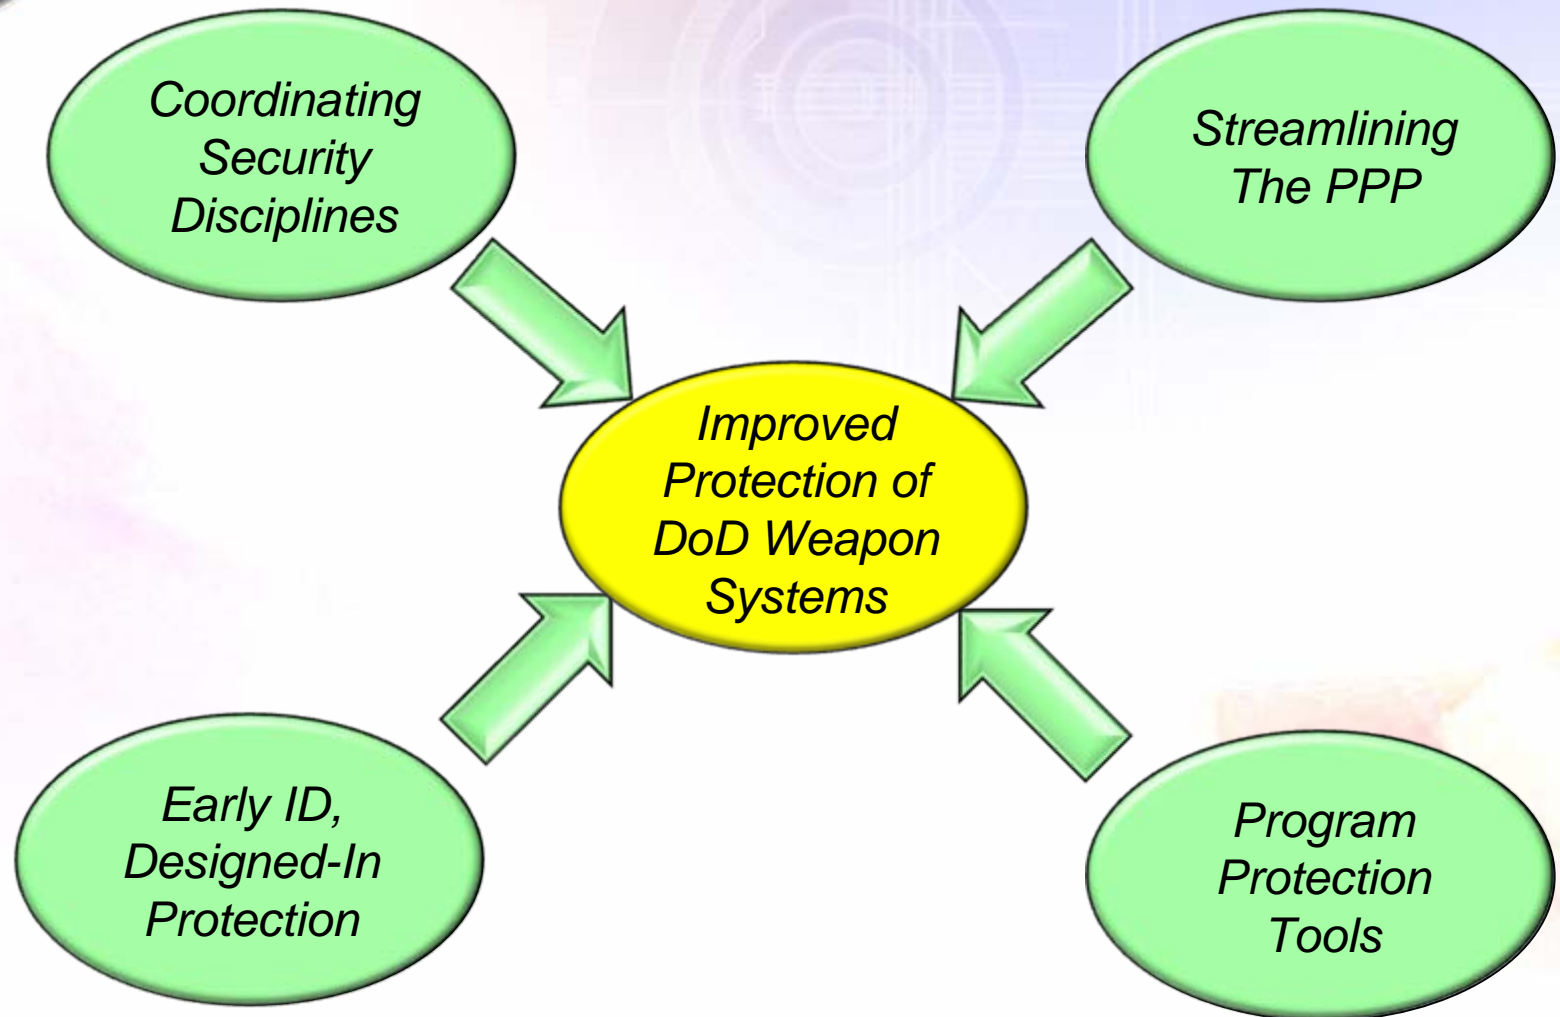 Coordinating
Security
Disciplines
Streamlining
The PPP
Improved
Protection of
DoD Weapon
Systems
Early ID,
Designed-In
Protection
Program
Protection
Tools